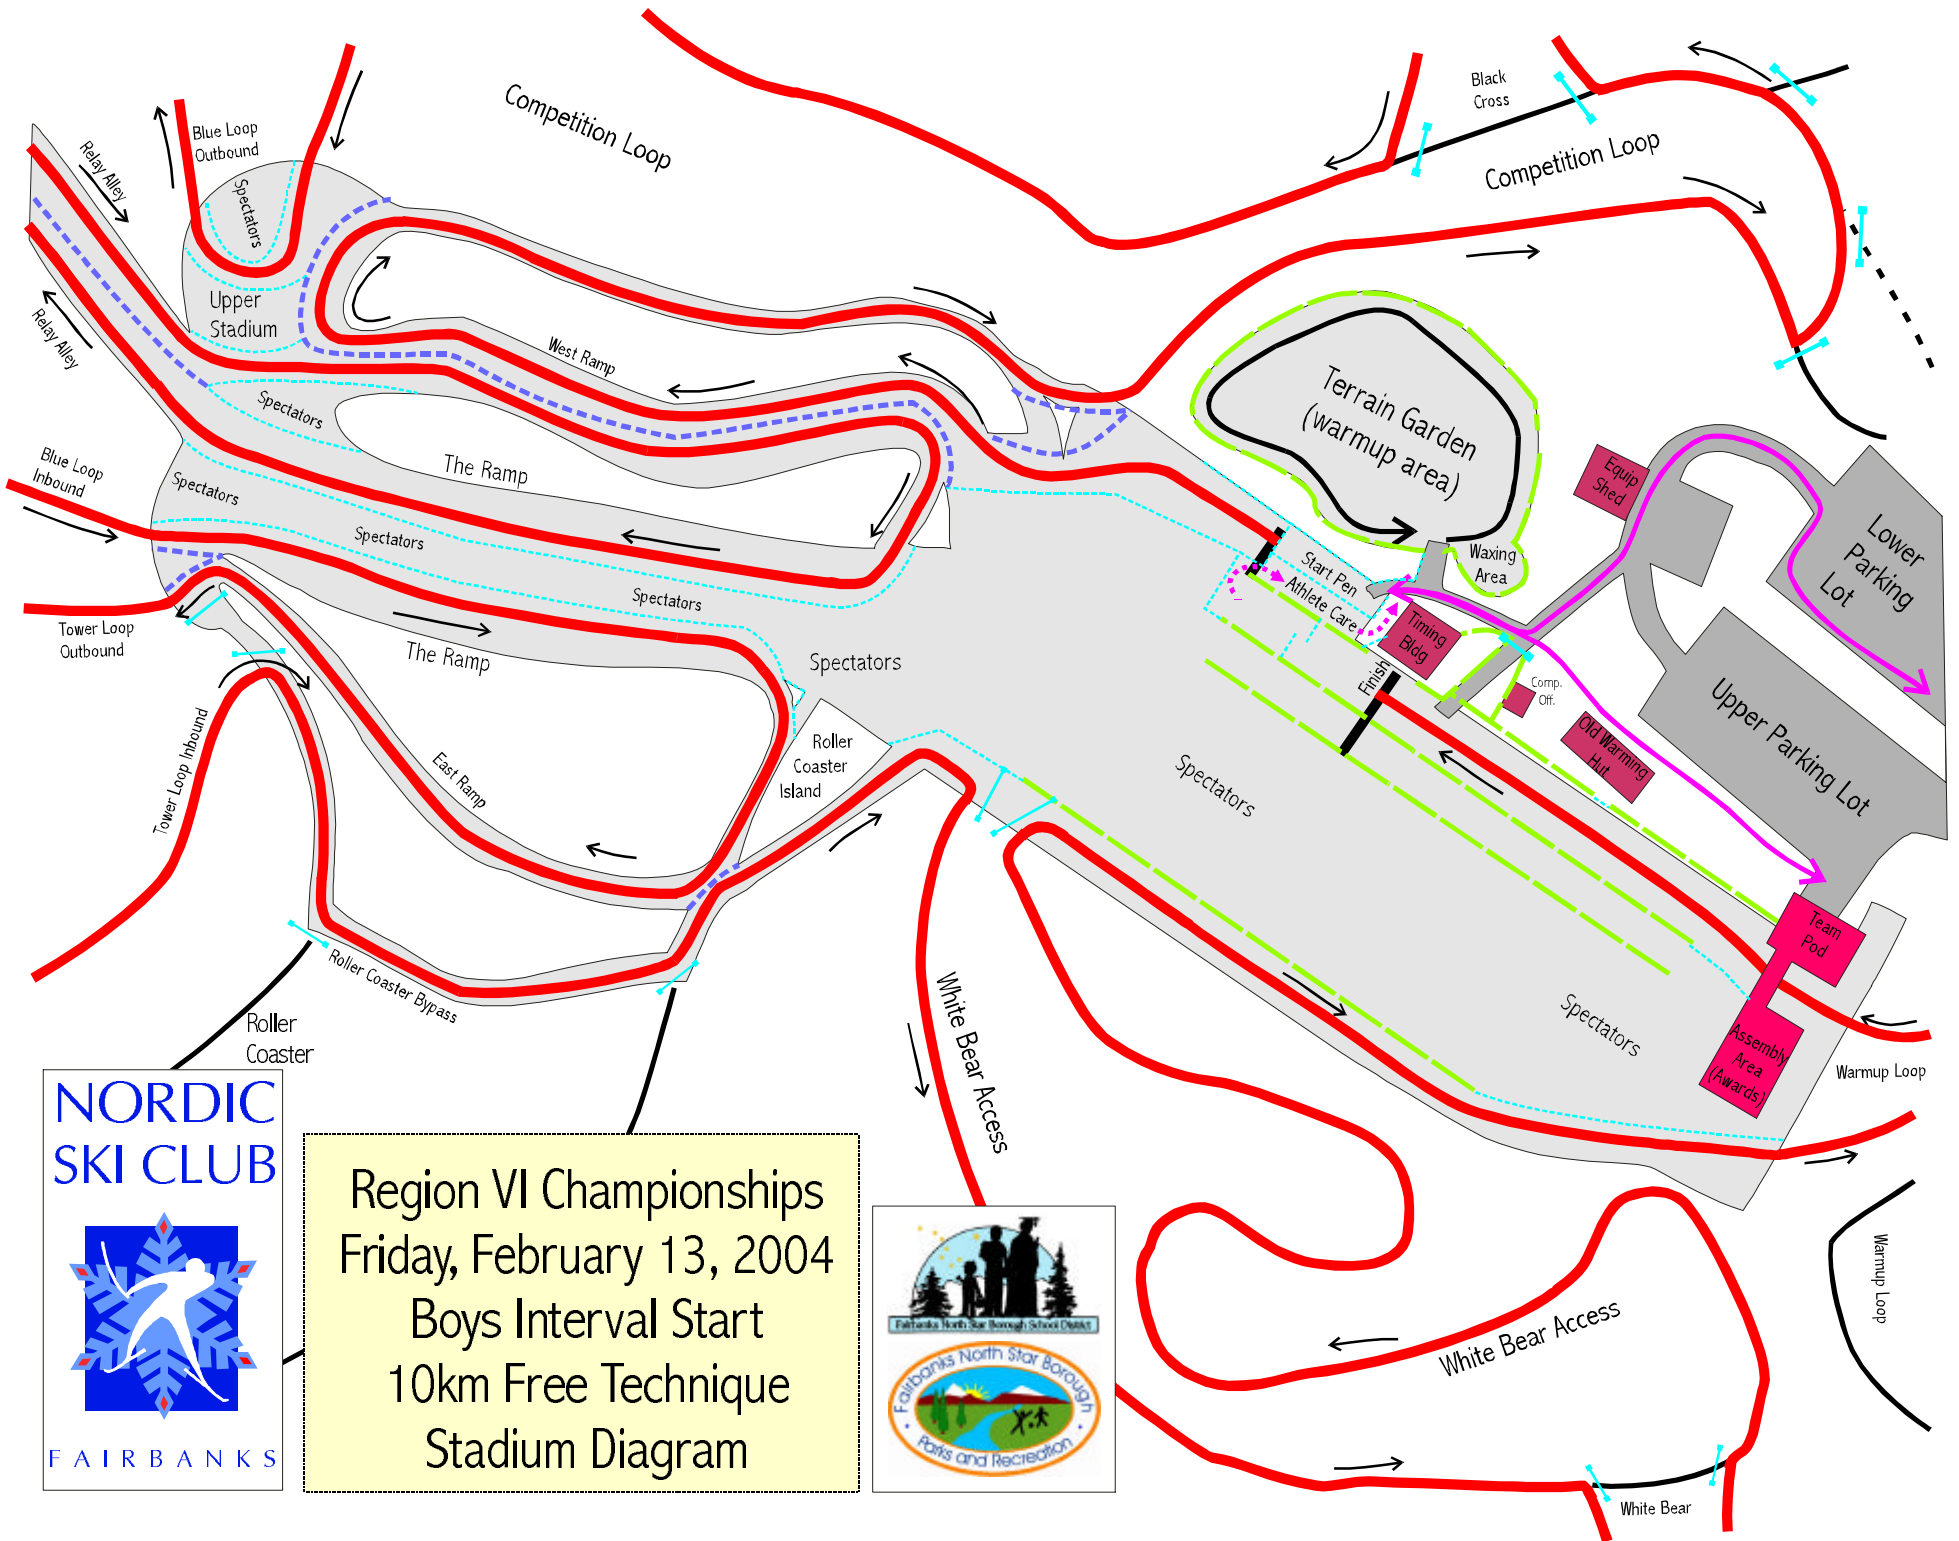 Competition Loop
Black
Cross
Competition Loop
Blue Loop
Outbound
Relay Alley
Spectators
Upper
Stadium
Relay Alley
West Ramp
Spectators
Terrain Garden
(warmup area)
Equip
Shed
Lower
Parking
Lot
Blue Loop
Inbound
Spectators
The Ramp
Spectators
Start Pen
Waxing
Area
Athlete Care
Spectators
Tower Loop
Outbound
The Ramp
Spectators
Timing
Bldg
Finish
Comp.
Off.
Upper Parking Lot
Old Warming
Hut
Roller
Coaster
Island
East Ramp
Tower Loop Inbound
Spectators
Team
Pod
Roller Coaster Bypass
White Bear Access
Spectators
Assembly
Area
(Awards)
Warmup Loop
Roller
Coaster
Warmup Loop
White Bear Access
White Bear
NORDIC
SKI CLUB
FAIRBANKS
Region VI Championships
Friday, February 13, 2004
Boys Interval Start
10km Free Technique
Stadium Diagram
Fairbanks North Star Borough School District
Fairbanks North Star Borough
Parks and Recreation